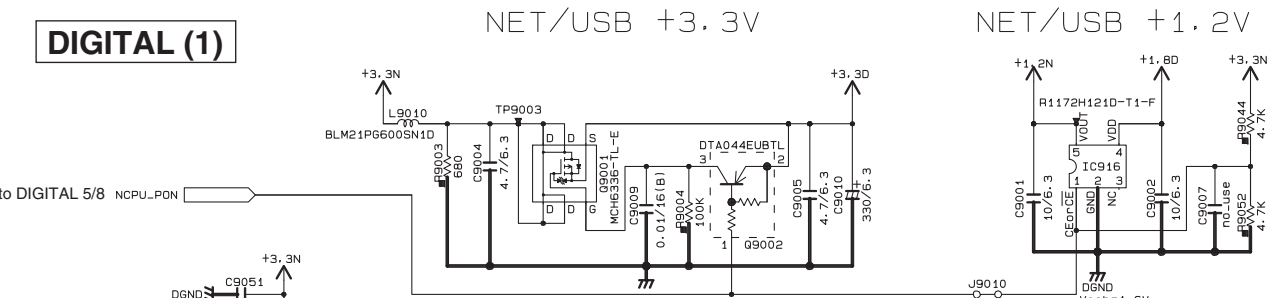 NET/USB +3.3V
NET/USB +1.2V
DIGITAL (1)
+3.3N
+3.3D
+1.2N
+1.8D
+3.3N
L9010
BLM21PG600SN1D
TP9003
R1172H121D-T1-F
R9003
680
C9004
4.7/6.3
D D S
D D G
Q9001
MCH6336-TL-E
C9009
0.01/16(B)
R9004
100K
DTA044EUBTL
3
2
1
Q9002
C9005
4.7/6.3
C9010
330/6.3
+
VOUT
VDD
5
4
IC916
1 2 3
CEorCE
GND
NC
C9001
10/6.3
C9002
10/6.3
C9007
no_use
R9044
4.7K
R9052
4.7K
to DIGITAL 5/8
NCPU_PON
+3.3N
C9051
DGND
J9010
DGND